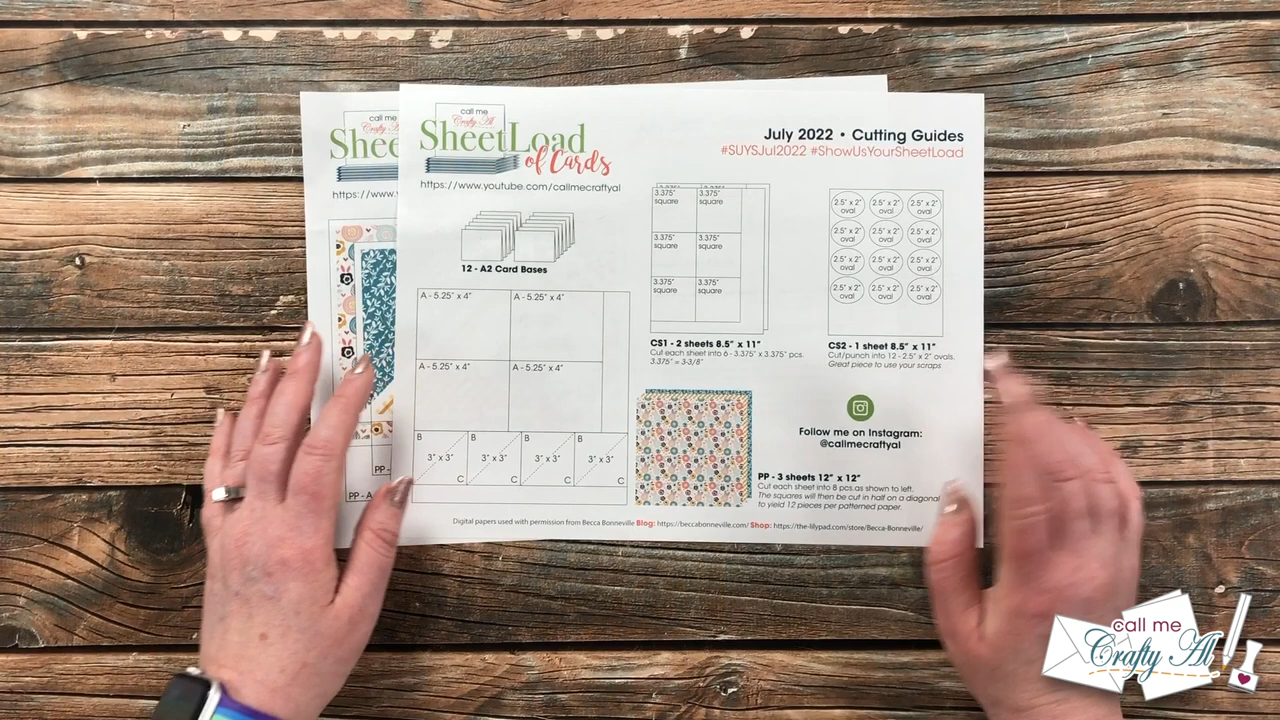 call me
Crafty Al
Shee
https://www.y
PP -
PP - A
call me
Crafty Al
SheetLoad
of Cards
https://www.youtube.com/callmecraftyal
July 2022 • Cutting Guides
#SUYSJul2022 #ShowUsYourSheetLoad
12 - A2 Card Bases
A - 5.25" x 4" A - 5.25" x 4"
A - 5.25" x 4" A - 5.25" x 4"
B B B B
3" x 3" 3" x 3" 3" x 3" 3" x 3"
C C C C
3.375" 3.375"
3.375" 3.375"
square square
3.375" 3.375"
square square
3.375" 3.375"
square square
CS1 - 2 sheets 8.5" x 11"
Cut each sheet into 6 - 3.375" x 3.375" pcs.
3.375" = 3-3/8"
2.5" x 2" 2.5" x 2" 2.5" x 2"
oval oval oval
2.5" x 2" 2.5" x 2" 2.5" x 2"
oval oval oval
2.5" x 2" 2.5" x 2" 2.5" x 2"
oval oval oval
2.5" x 2" 2.5" x 2" 2.5" x 2"
oval oval oval
CS2 - 1 sheet 8.5" x 11"
Cut/punch into 12 - 2.5" x 2" ovals.
Great piece to use your scraps
Follow me on Instagram:
@callmecraftyal
PP - 3 sheets 12" x 12"
Cut each sheet into 8 pcs.as shown to left.
The squares will then be cut in half on a diagonal
to yield 12 pieces per patterned paper.
Digital papers used with permission from Becca Bonneville Blog: https://beccabonneville.com/ Shop: https://the-lilypad.com/store/Becca-Bonneville/
call me
Crafty Al